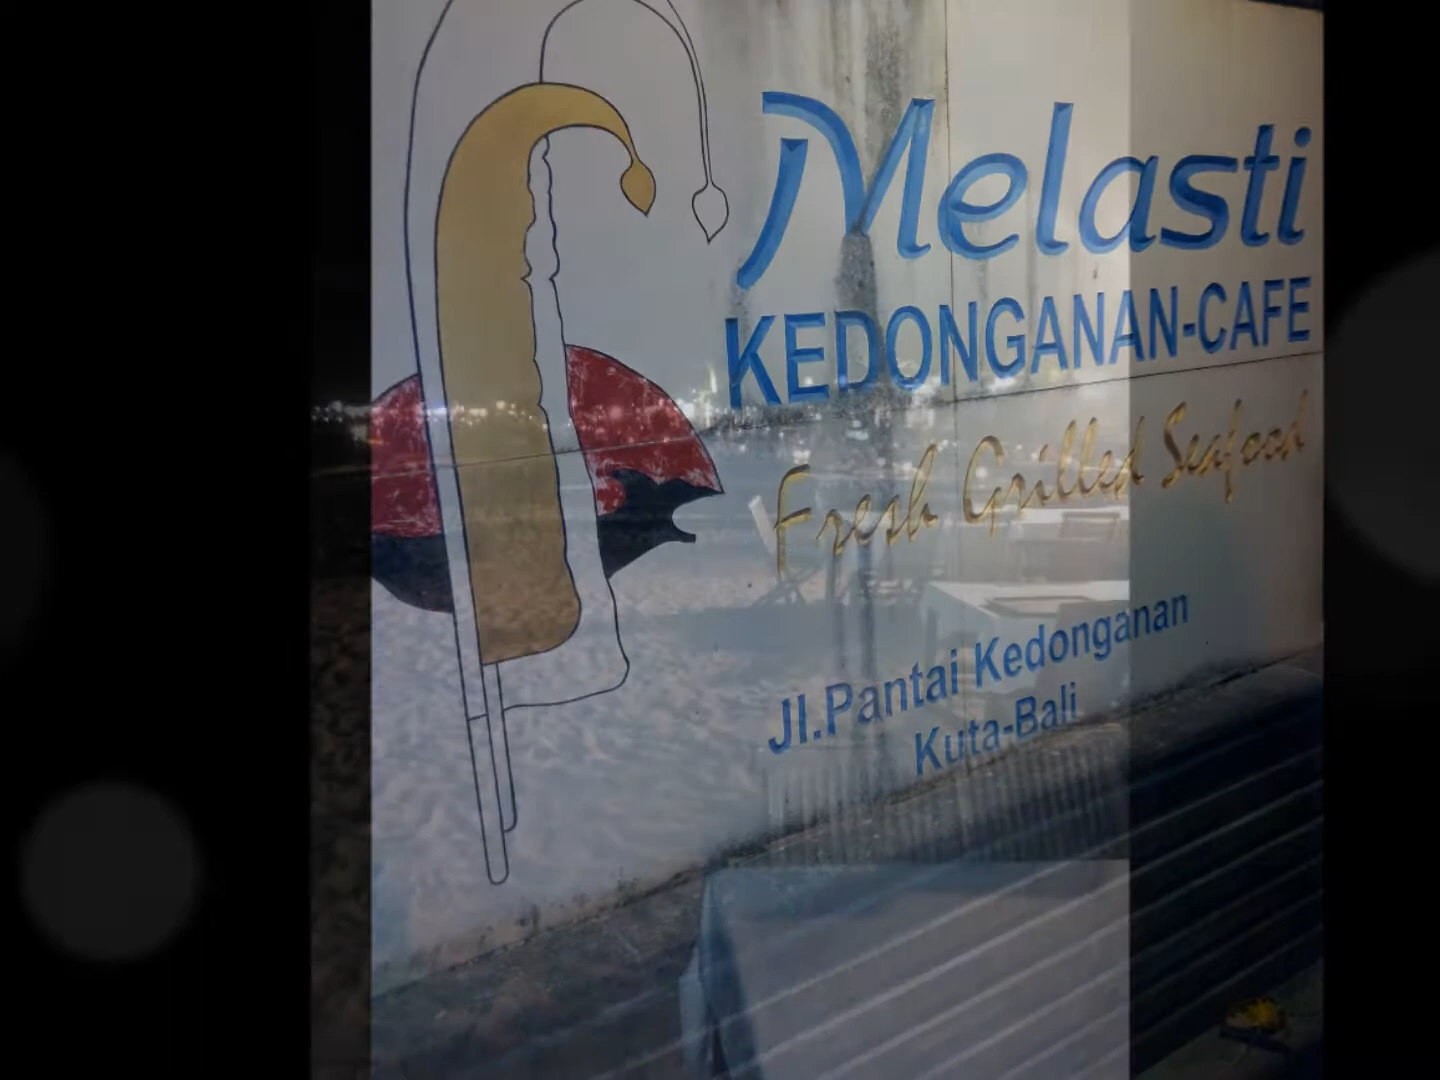 Melasti
KEDONGANAN-CAFE
Fresh Grilled Seafood
Jl.Pantai Kedonganan
Kuta-Bali